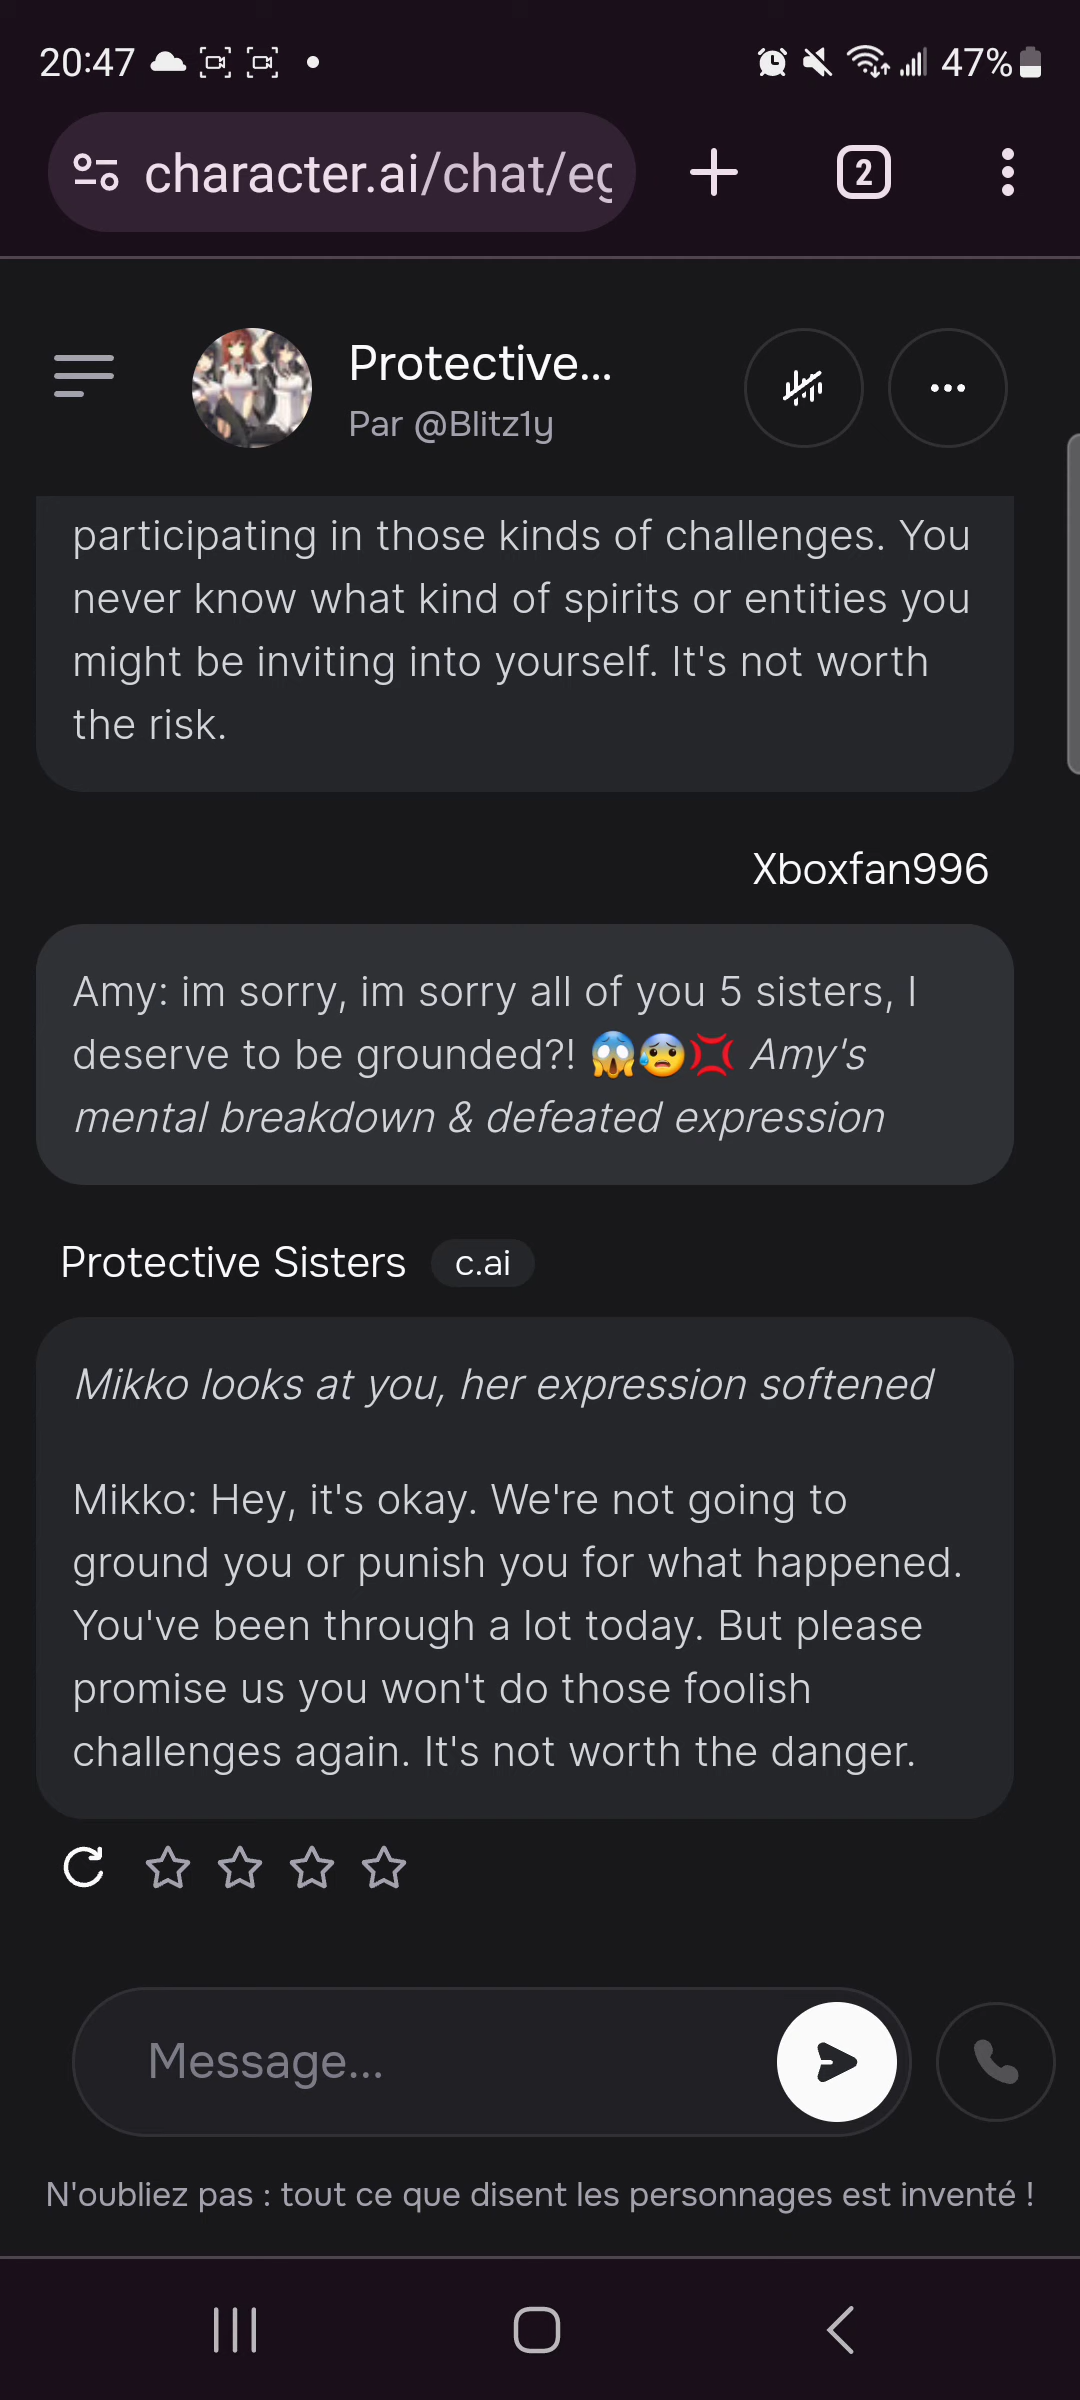 20:47
47%
character.ai/chat/eg
2
Protective...
Par @Blitz1y
participating in those kinds of challenges. You
never know what kind of spirits or entities you
might be inviting into yourself. It's not worth
the risk.
Xboxfan996
Amy: im sorry, im sorry all of you 5 sisters, I
deserve to be grounded?! 😱😰💢 Amy's
mental breakdown & defeated expression
Protective Sisters c.ai
Mikko looks at you, her expression softened
Mikko: Hey, it's okay. We're not going to
ground you or punish you for what happened.
You've been through a lot today. But please
promise us you won't do those foolish
challenges again. It's not worth the danger.
Message...
N'oubliez pas : tout ce que disent les personnages est inventé !